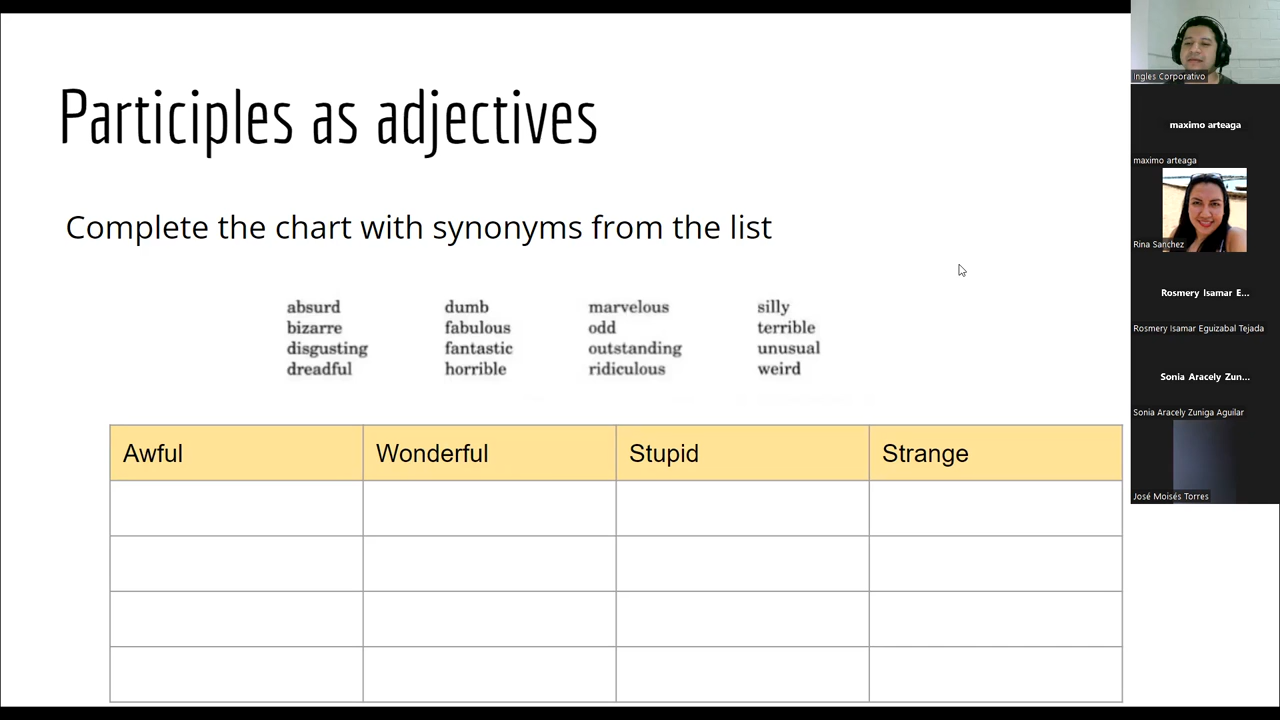 Participles as adjectives
Complete the chart with synonyms from the list
absurd dumb marvelous silly
bizarre fabulous odd terrible
disgusting fantastic outstanding unusual
dreadful horrible ridiculous weird
Awful Wonderful Stupid Strange
Ingles Corporativo
maximo arteaga
maximo arteaga
Rina Sanchez
Rosmery Isamar E...
Rosmery Isamar Eguizabal Tejada
Sonia Aracely Zun...
Sonia Aracely Zuniga Aguilar
José Moisés Torres